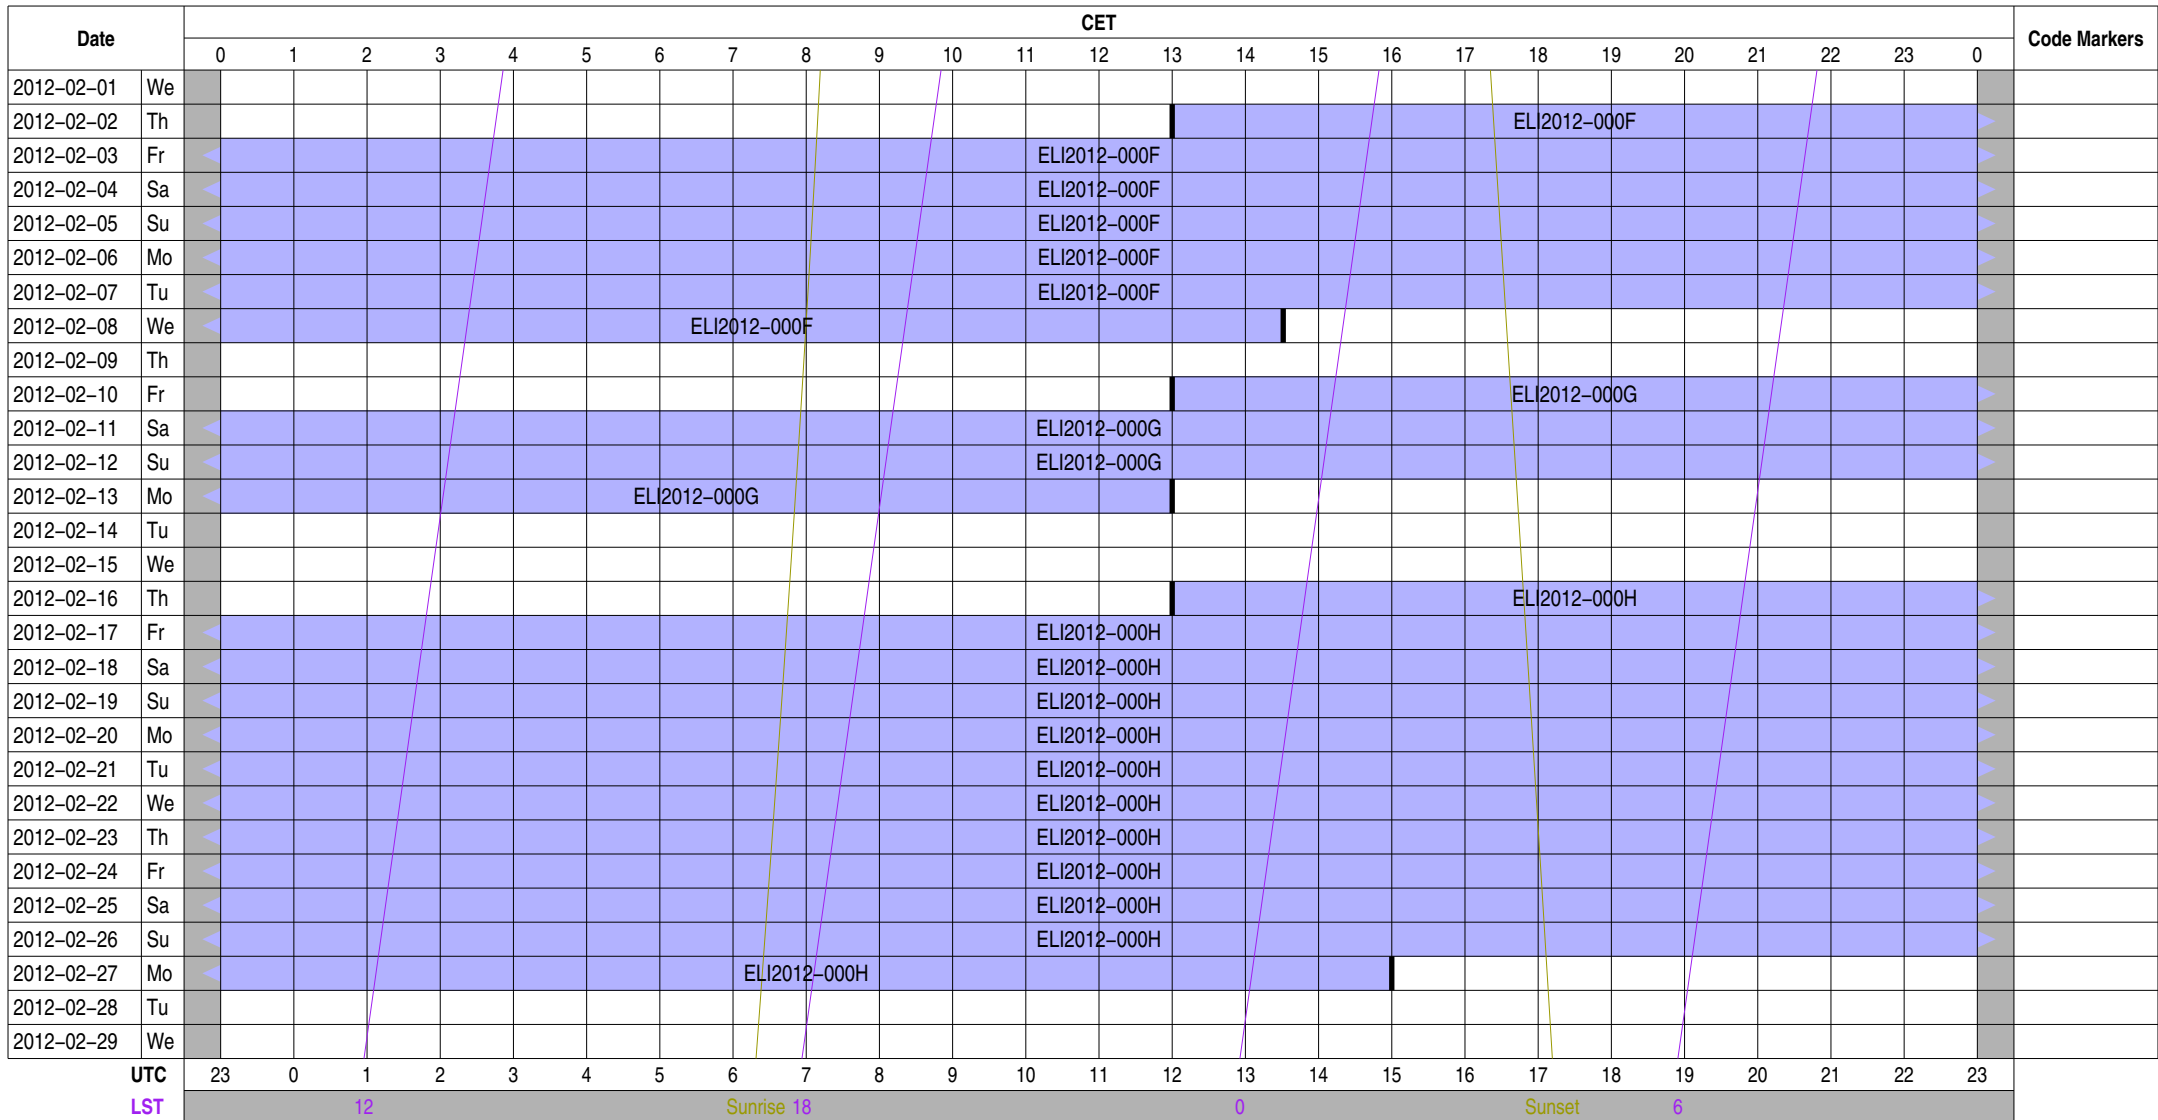 CET
Date
Code Markers
0 1 2 3 4 5 6 7 8 9 10 11 12 13 14 15 16 17 18 19 20 21 22 23 0
2012-02-01 We
2012-02-02 Th ELI2012-000F
2012-02-03 Fr ELI2012-000F
2012-02-04 Sa ELI2012-000F
2012-02-05 Su ELI2012-000F
2012-02-06 Mo ELI2012-000F
2012-02-07 Tu ELI2012-000F
2012-02-08 We ELI2012-000F
2012-02-09 Th
2012-02-10 Fr ELI2012-000G
2012-02-11 Sa ELI2012-000G
2012-02-12 Su ELI2012-000G
2012-02-13 Mo ELI2012-000G
2012-02-14 Tu
2012-02-15 We
2012-02-16 Th ELI2012-000H
2012-02-17 Fr ELI2012-000H
2012-02-18 Sa ELI2012-000H
2012-02-19 Su ELI2012-000H
2012-02-20 Mo ELI2012-000H
2012-02-21 Tu ELI2012-000H
2012-02-22 We ELI2012-000H
2012-02-23 Th ELI2012-000H
2012-02-24 Fr ELI2012-000H
2012-02-25 Sa ELI2012-000H
2012-02-26 Su ELI2012-000H
2012-02-27 Mo ELI2012-000H
2012-02-28 Tu
2012-02-29 We
UTC 23 0 1 2 3 4 5 6 7 8 9 10 11 12 13 14 15 16 17 18 19 20 21 22 23
LST 12 Sunrise 18 0 Sunset 6